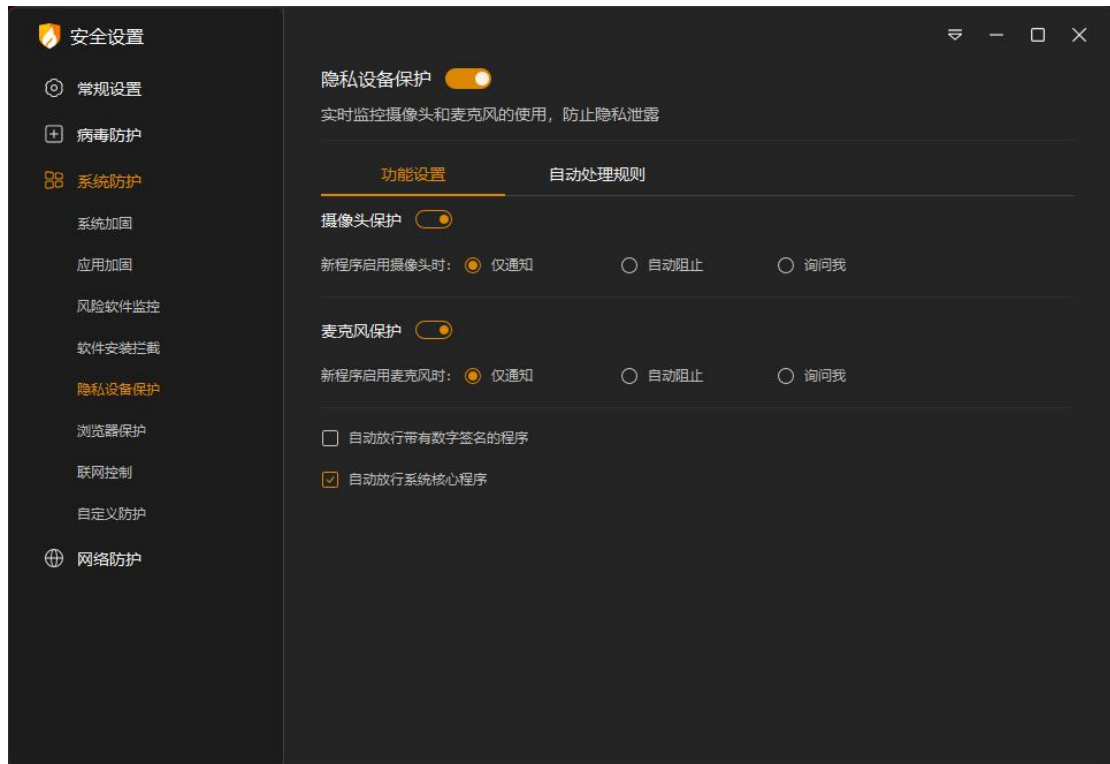 安全设置
常规设置
病毒防护
系统防护
系统加固
应用加固
风险软件监控
软件安装拦截
隐私设备保护
浏览器保护
联网控制
自定义防护
网络防护
隐私设备保护
实时监控摄像头和麦克风的使用，防止隐私泄露
功能设置 自动处理规则
摄像头保护
新程序启用摄像头时： 仅通知 自动阻止 询问我
麦克风保护
新程序启用麦克风时： 仅通知 自动阻止 询问我
自动放行带有数字签名的程序
自动放行系统核心程序